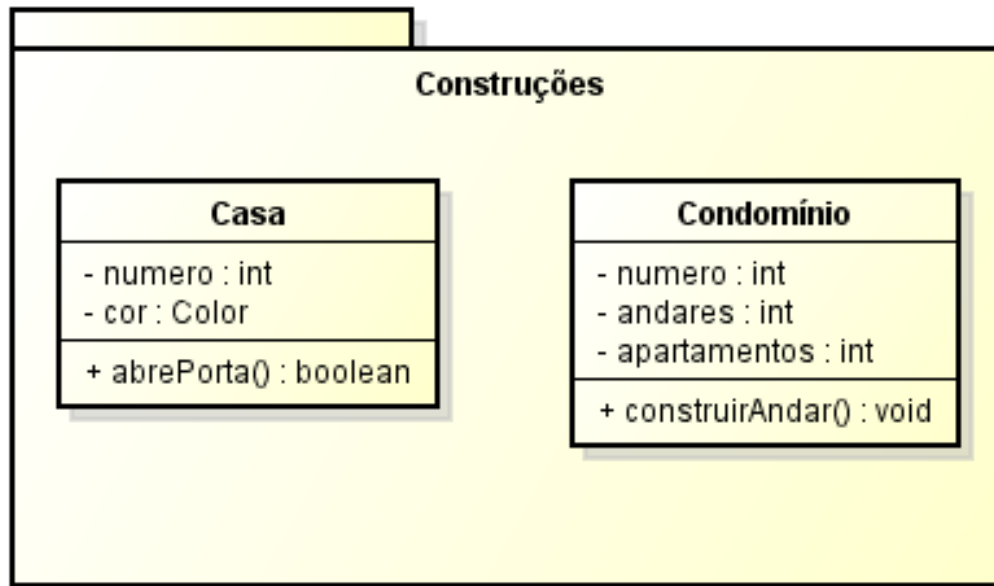 Construções
Casa
- numero : int
- cor : Color
+ abrePorta() : boolean
Condomínio
- numero : int
- andares : int
- apartamentos : int
+ construirAndar() : void